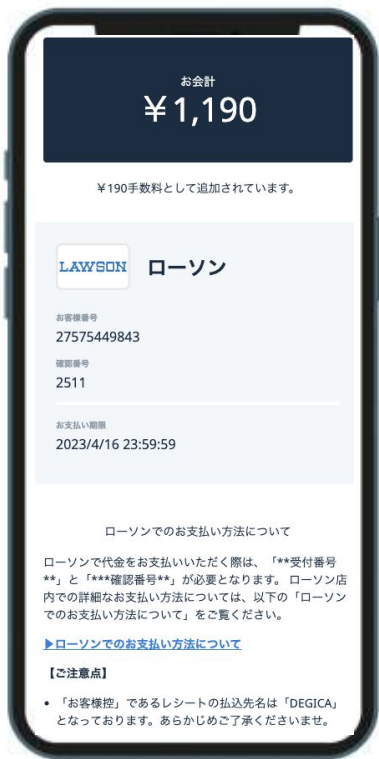 お会計
￥1,190
￥190手数料として追加されています。
LAWSON ローソン
お客様番号
27575449843
確認番号
2511
お支払い期限
2023/4/16 23:59:59
ローソンでのお支払い方法について
ローソンで代金をお支払いいただく際は、「**受付番号
**」と「***確認番号**」が必要となります。 ローソン店
内での詳細なお支払い方法については、以下の「ローソン
でのお支払い方法について」をご覧ください。
▶ローソンでのお支払い方法について
【ご注意点】
• 「お客様控」であるレシートの払込先名は「DEGICA」
となっております。あらかじめご了承くださいませ。